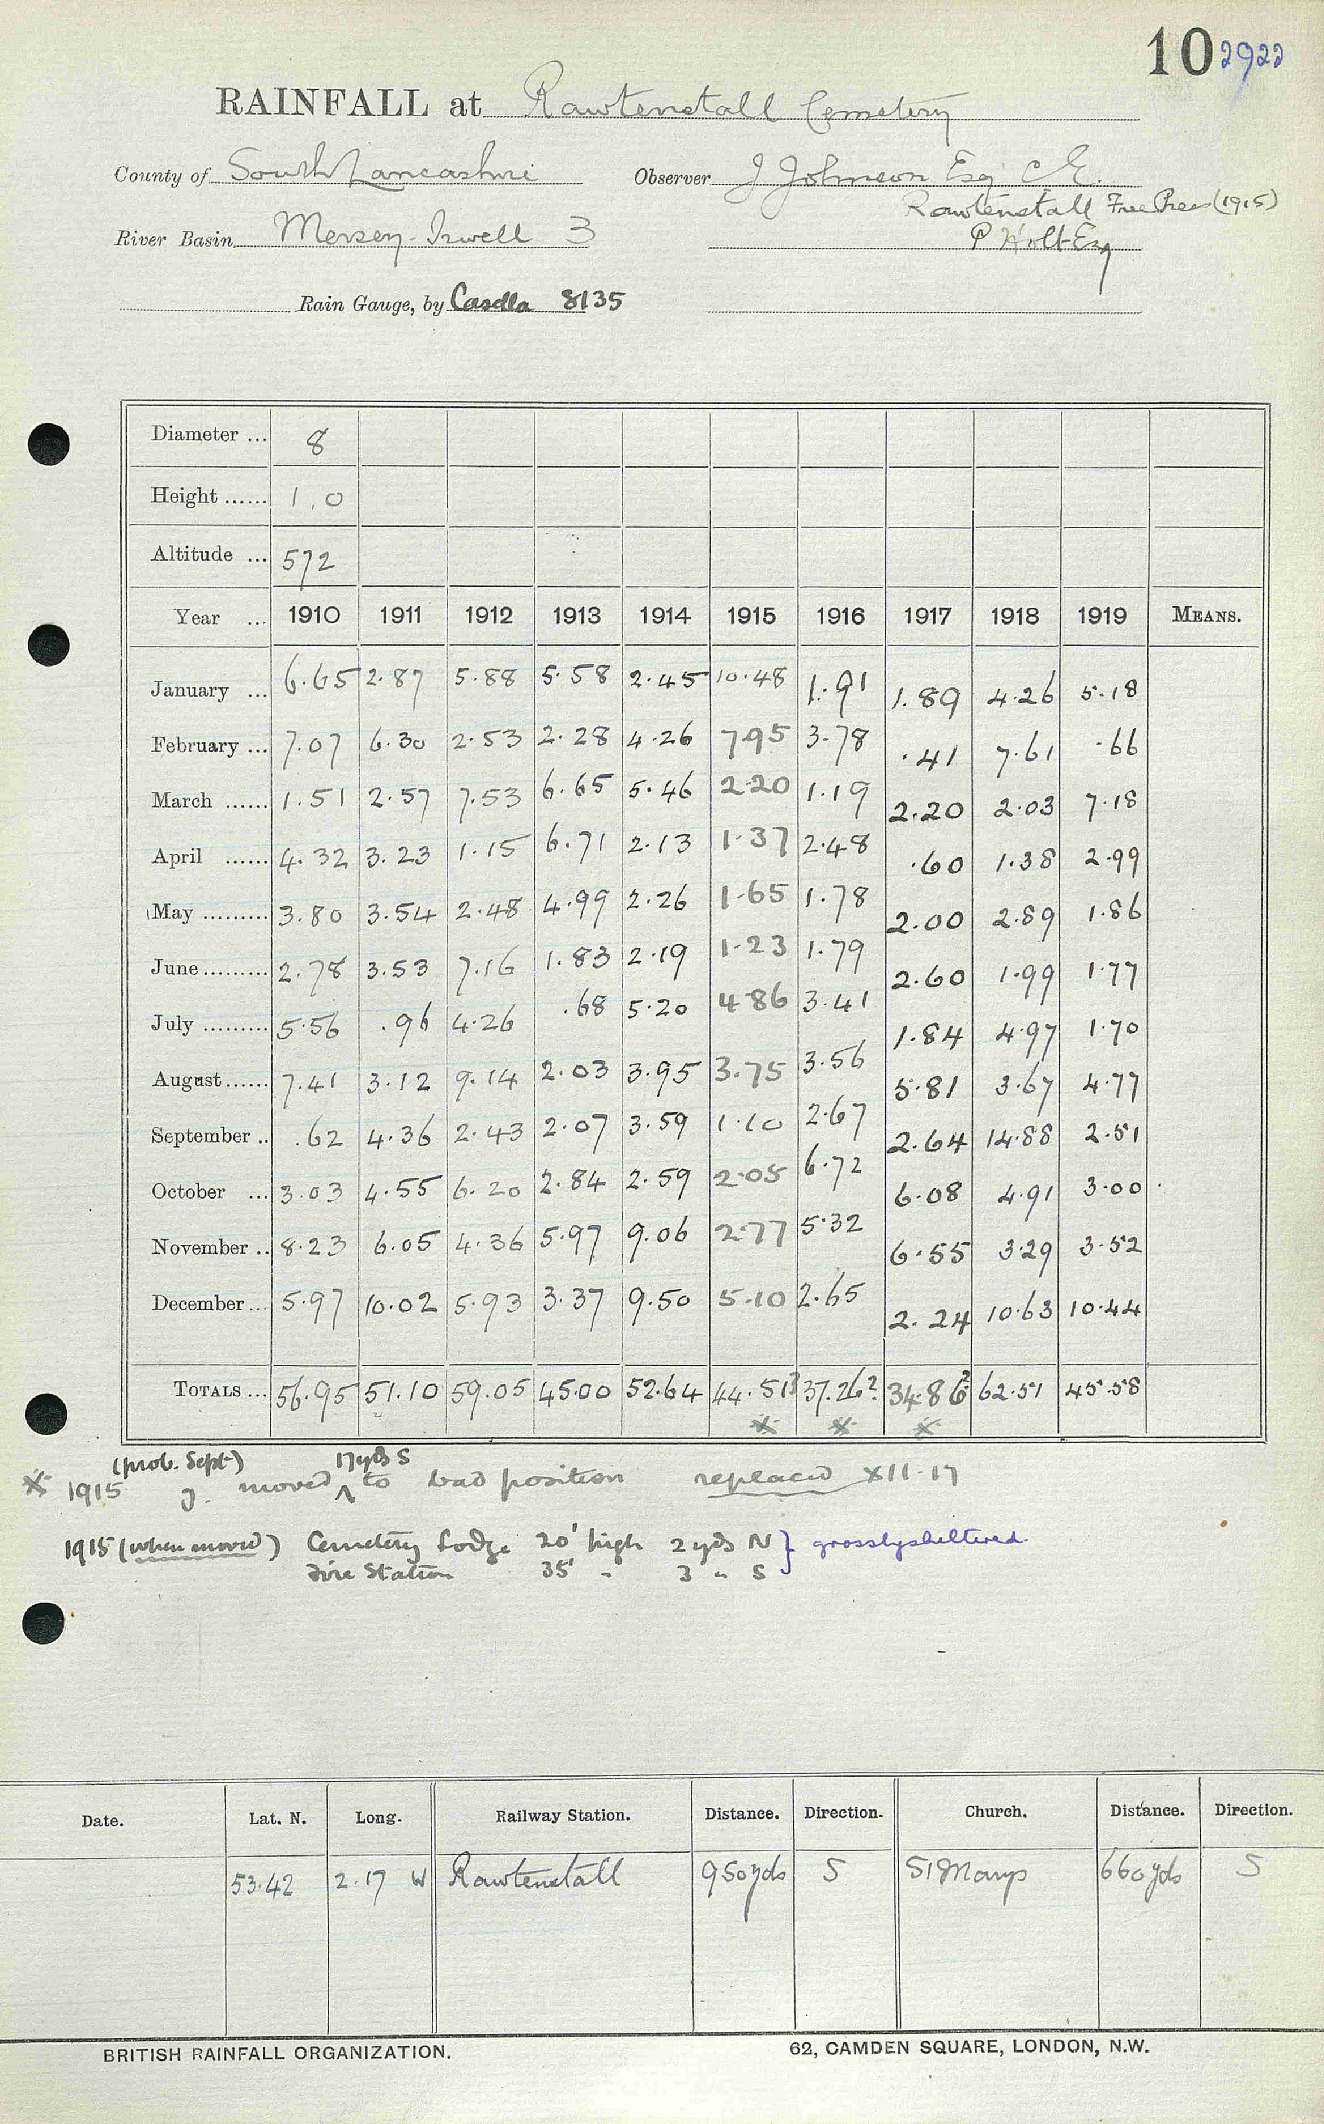 10 2922
RAINFALL at Rawtenstall Cemetery
County of South Lancashire Observer J Johnson Esq C.E.
Rawtenstall Free Press (1915)
River Basin Mersey-Irwell 3 P Holt Esq
Rain Gauge, by Casella 8135
Diameter ... 8
Height ...... 1.0
Altitude ... 572
Year ... 1910 1911 1912 1913 1914 1915 1916 1917 1918 1919 MEANS.
January ... 6.65 2.87 5.88 5.58 2.45 10.48 1.91 1.89 4.26 5.18
February ... 7.07 6.30 2.53 2.28 4.26 7.95 3.78 .41 7.61 .66
March ...... 1.51 2.57 7.53 6.65 5.46 2.20 1.19 2.20 2.03 7.18
April ...... 4.32 3.23 1.15 6.71 2.13 1.37 2.48 .60 1.38 2.99
May ......... 3.80 3.54 2.48 4.99 2.26 1.65 1.78 2.00 2.89 1.86
June ......... 2.78 3.53 7.16 1.83 2.19 1.23 1.79 2.60 1.99 1.77
July ......... 5.56 .96 4.26 .68 5.20 4.86 3.41 1.84 4.97 1.70
August ...... 7.41 3.12 9.14 2.03 3.95 3.75 3.56 5.81 3.67 4.77
September .. .62 4.36 2.43 2.07 3.59 1.10 2.67 2.64 14.88 2.51
October ... 3.03 4.55 6.20 2.84 2.59 2.05 6.72 6.08 4.91 3.00
November .. 8.23 6.05 4.36 5.97 9.06 2.77 5.32 6.55 3.29 3.52
December ... 5.97 10.02 5.93 3.37 9.50 5.10 2.65 2.24 10.63 10.44
TOTALS ... 56.95 51.10 59.05 45.00 52.64 44.51? 37.26? 34.86? 62.51 45.58
(prob. Sept) 17 yds S
1915 g. moved to bad position replaced XII.17
1915 (when moved) Cemetery Lodge 20' high 2 yds N } grossly sheltered
Fire Station 35' " 3 " S
Date. Lat. N. Long. Railway Station. Distance. Direction. Church. Distance. Direction.
53.42 2.17 W Rawtenstall 950 yds S St Marys 660 yds S
BRITISH RAINFALL ORGANIZATION. 62, CAMDEN SQUARE, LONDON, N.W.